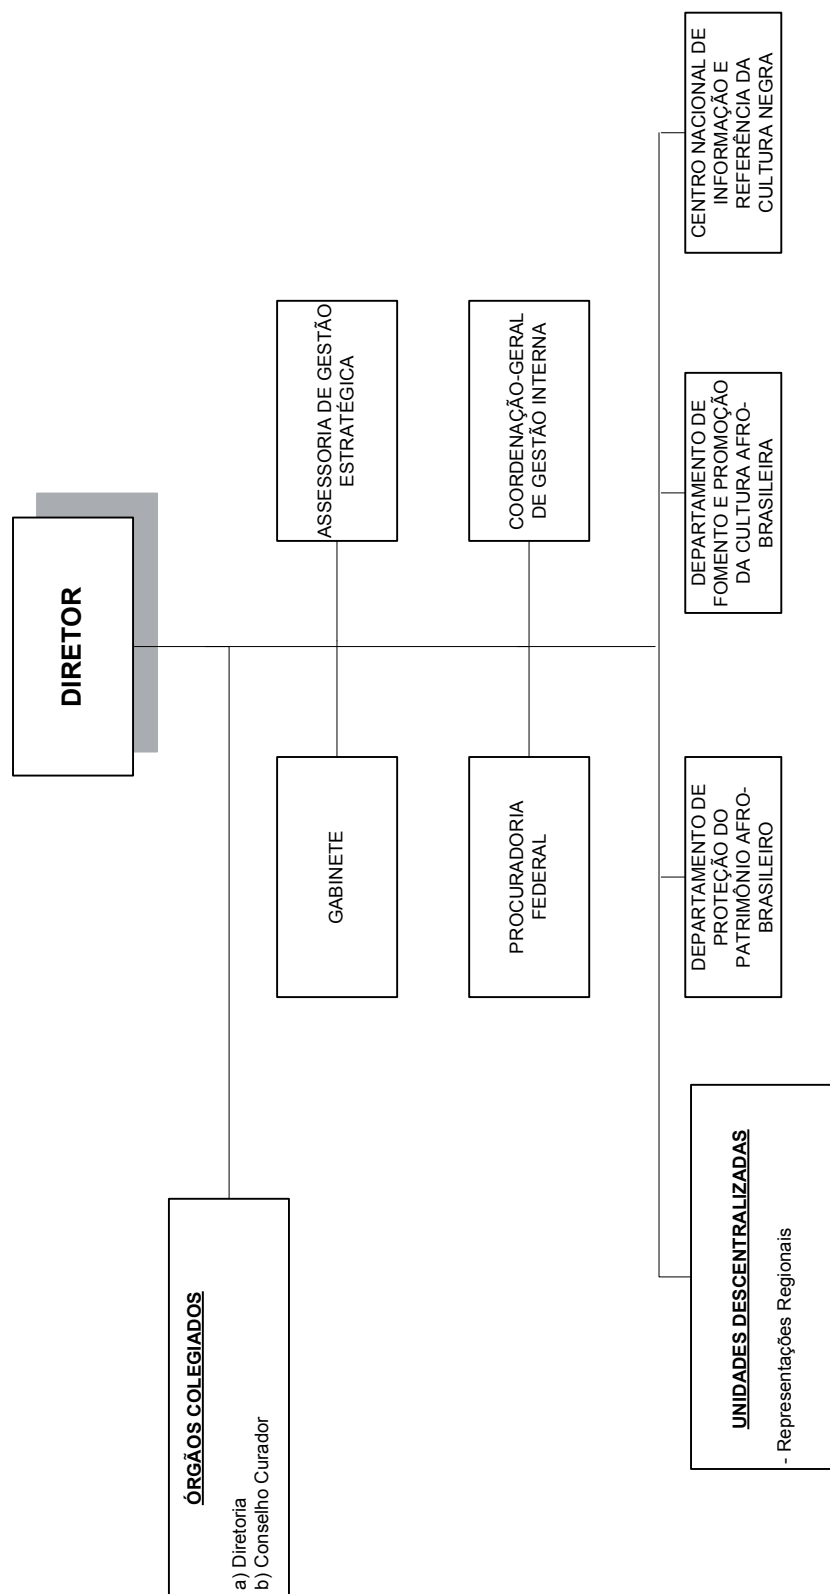 DIRETOR
ÓRGÃOS COLEGIADOS
a) Diretoria
b) Conselho Curador
GABINETE
ASSESSORIA DE GESTÃO
ESTRATÉGICA
PROCURADORIA
FEDERAL
COORDENAÇÃO-GERAL
DE GESTÃO INTERNA
UNIDADES DESCENTRALIZADAS
- Representações Regionais
DEPARTAMENTO DE
PROTEÇÃO DO
PATRIMÔNIO AFRO-
BRASILEIRO
DEPARTAMENTO DE
FOMENTO E PROMOÇÃO
DA CULTURA AFRO-
BRASILEIRA
CENTRO NACIONAL DE
INFORMAÇÃO E
REFERÊNCIA DA
CULTURA NEGRA